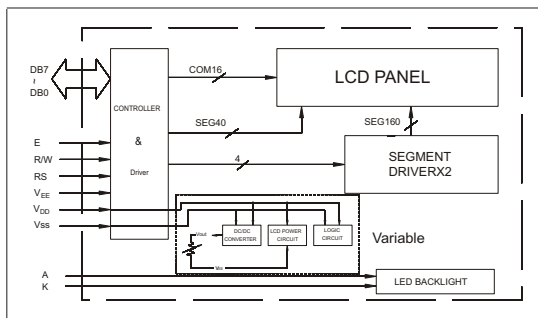 DB7
~
DB0
E
R/W
RS
VEE
VDD
Vss
A
K
CONTROLLER
&
Driver
COM16
SEG40
4
LCD PANEL
SEG160
SEGMENT
DRIVERX2
DC/DC
CONVERTER
LCD POWER
CIRCUIT
LOGIC
CIRCUIT
Vout
Variable
LED BACKLIGHT